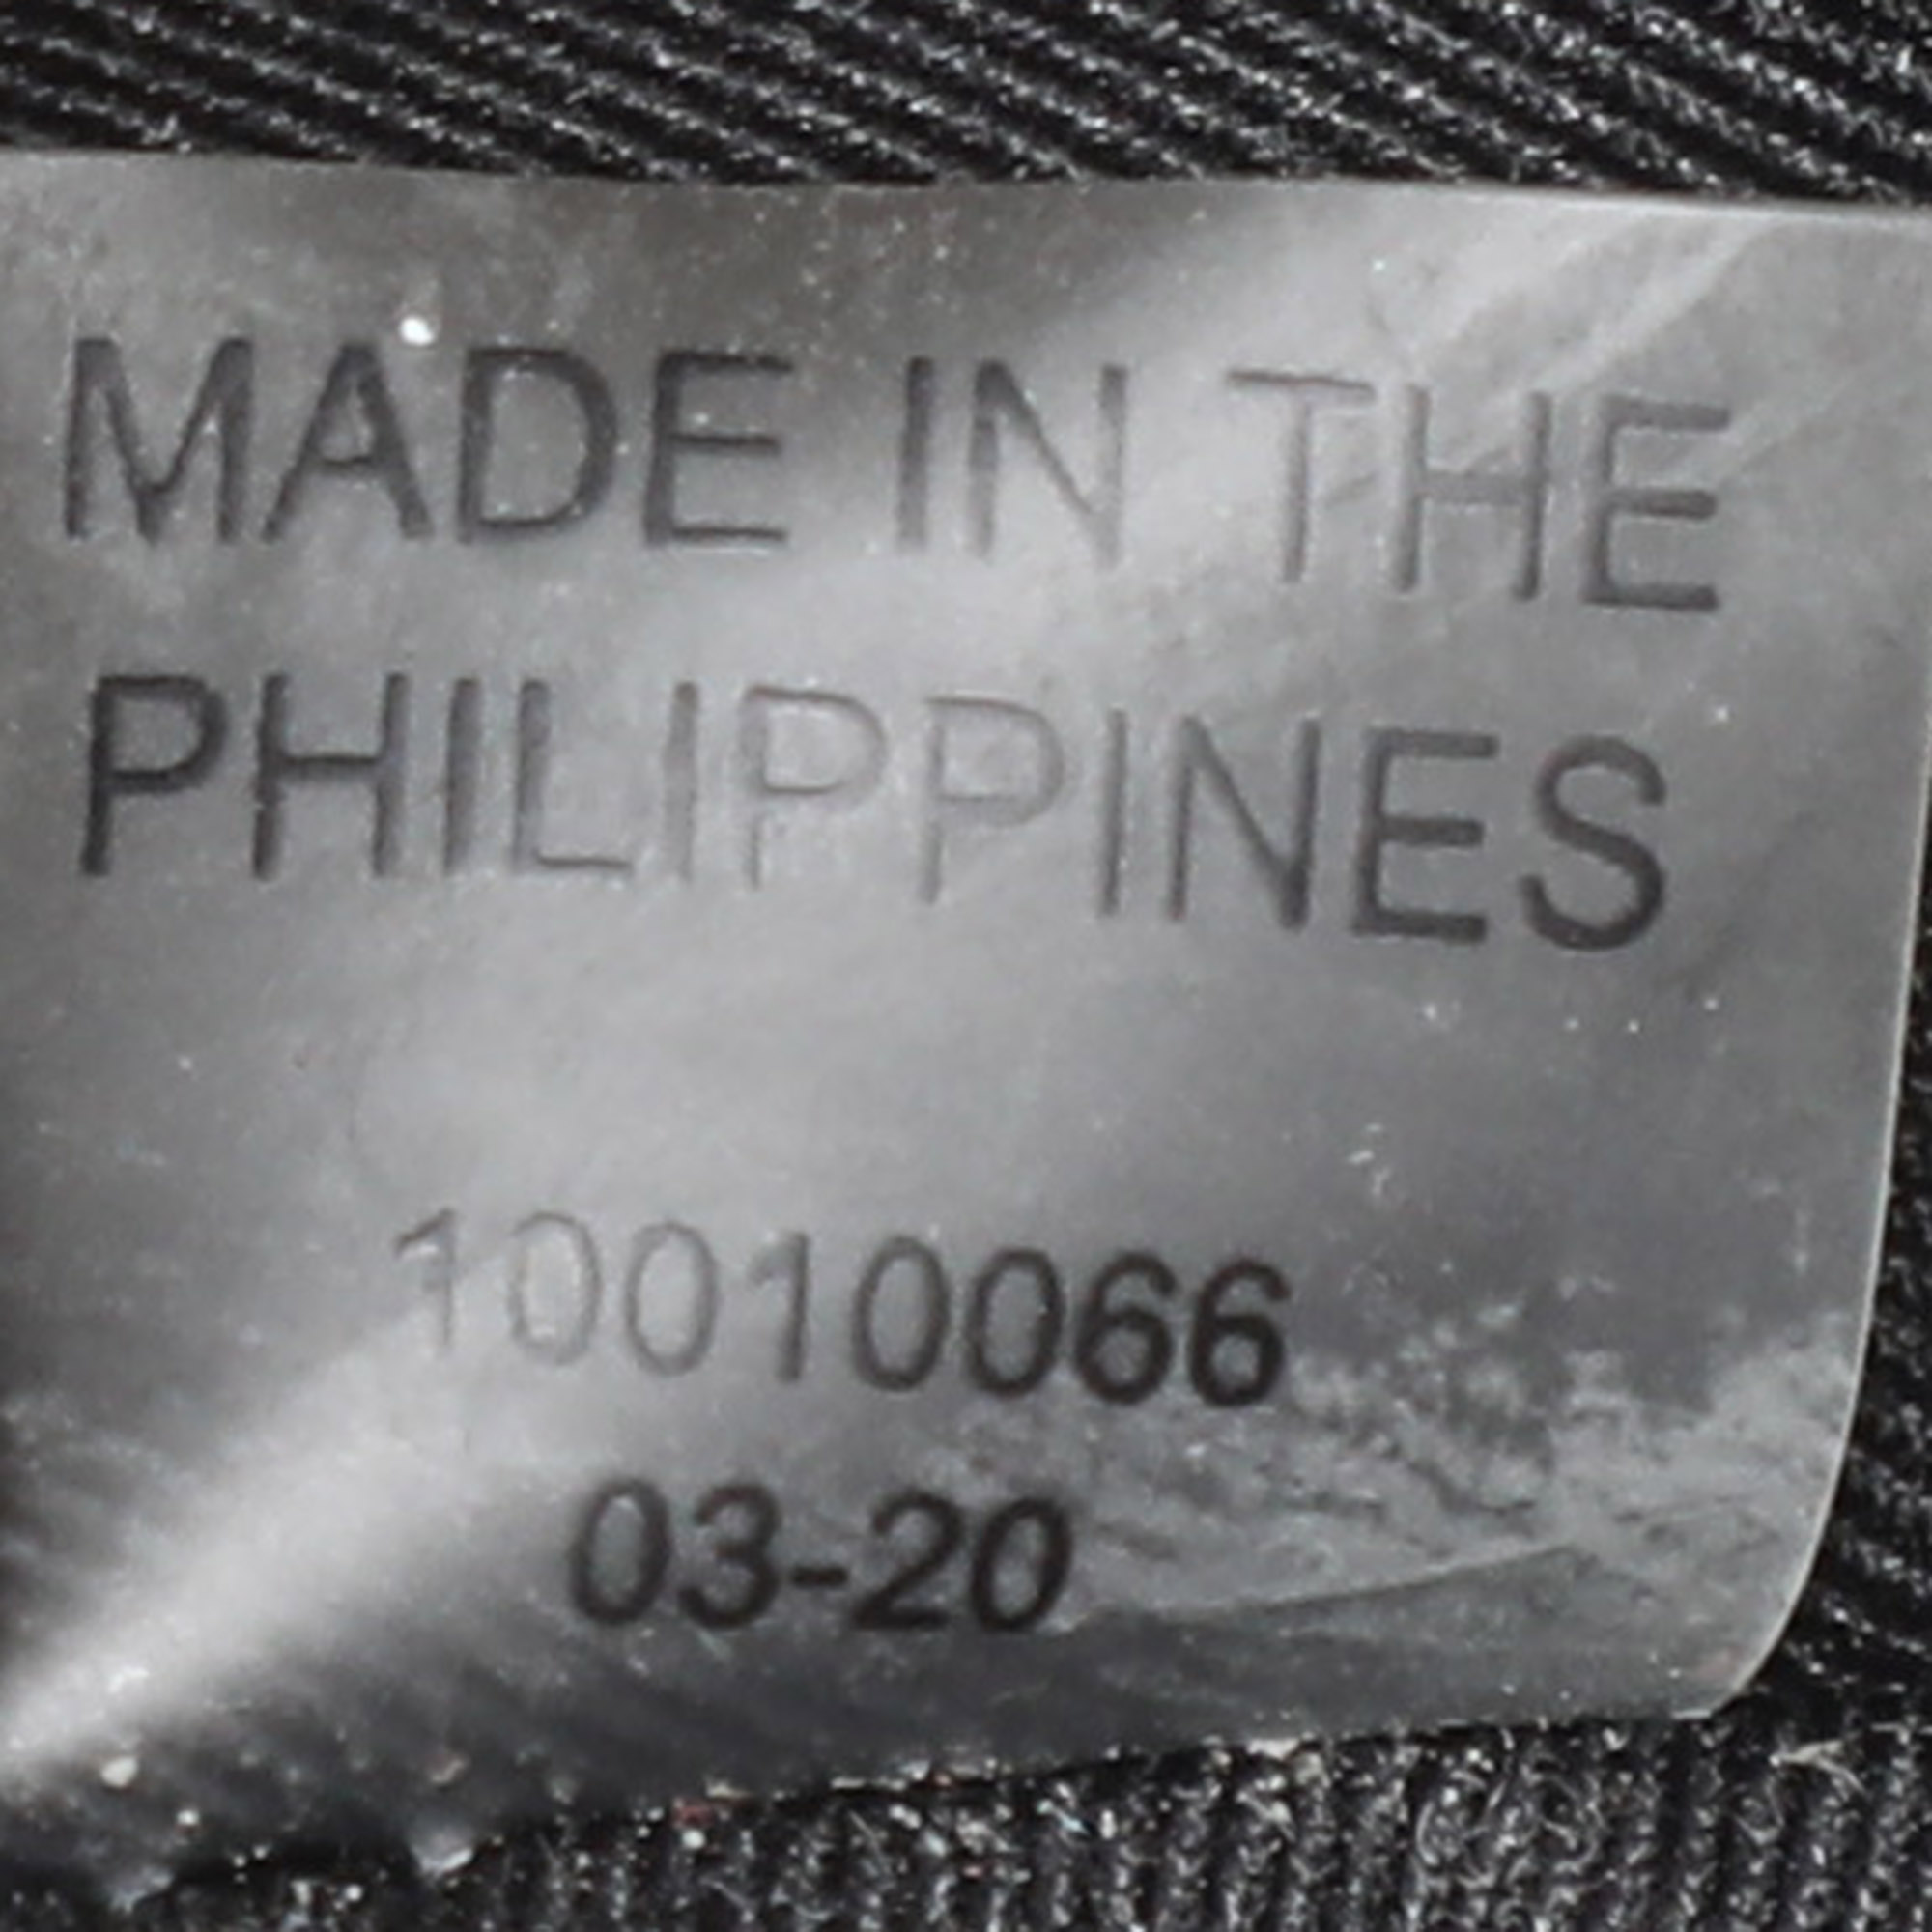 MADE IN THE
PHILIPPINES
10010066
03-20